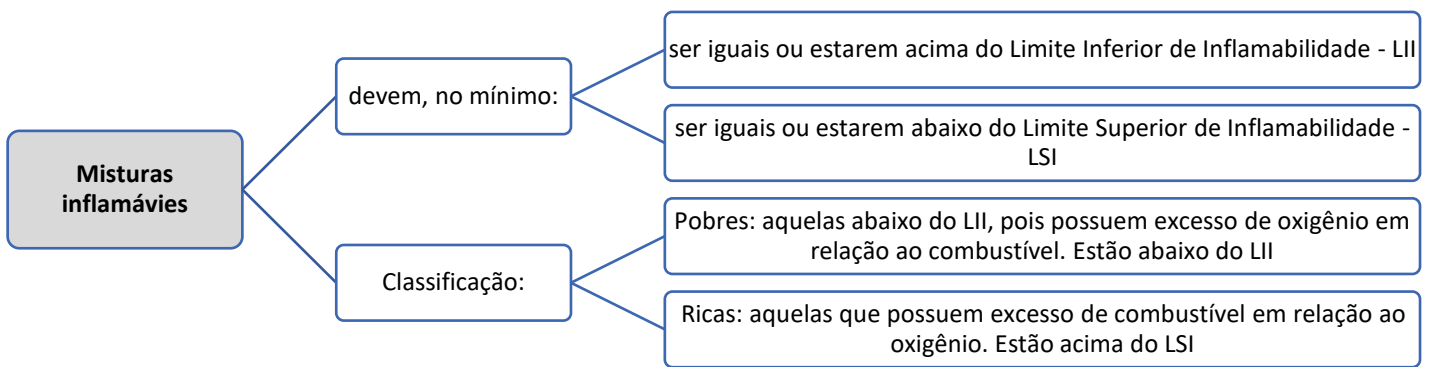 Misturas
inflamávies
devem, no mínimo:
ser iguais ou estarem acima do Limite Inferior de Inflamabilidade - LII
ser iguais ou estarem abaixo do Limite Superior de Inflamabilidade -
LSI
Classificação:
Pobres: aquelas abaixo do LII, pois possuem excesso de oxigênio em
relação ao combustível. Estão abaixo do LII
Ricas: aquelas que possuem excesso de combustível em relação ao
oxigênio. Estão acima do LSI